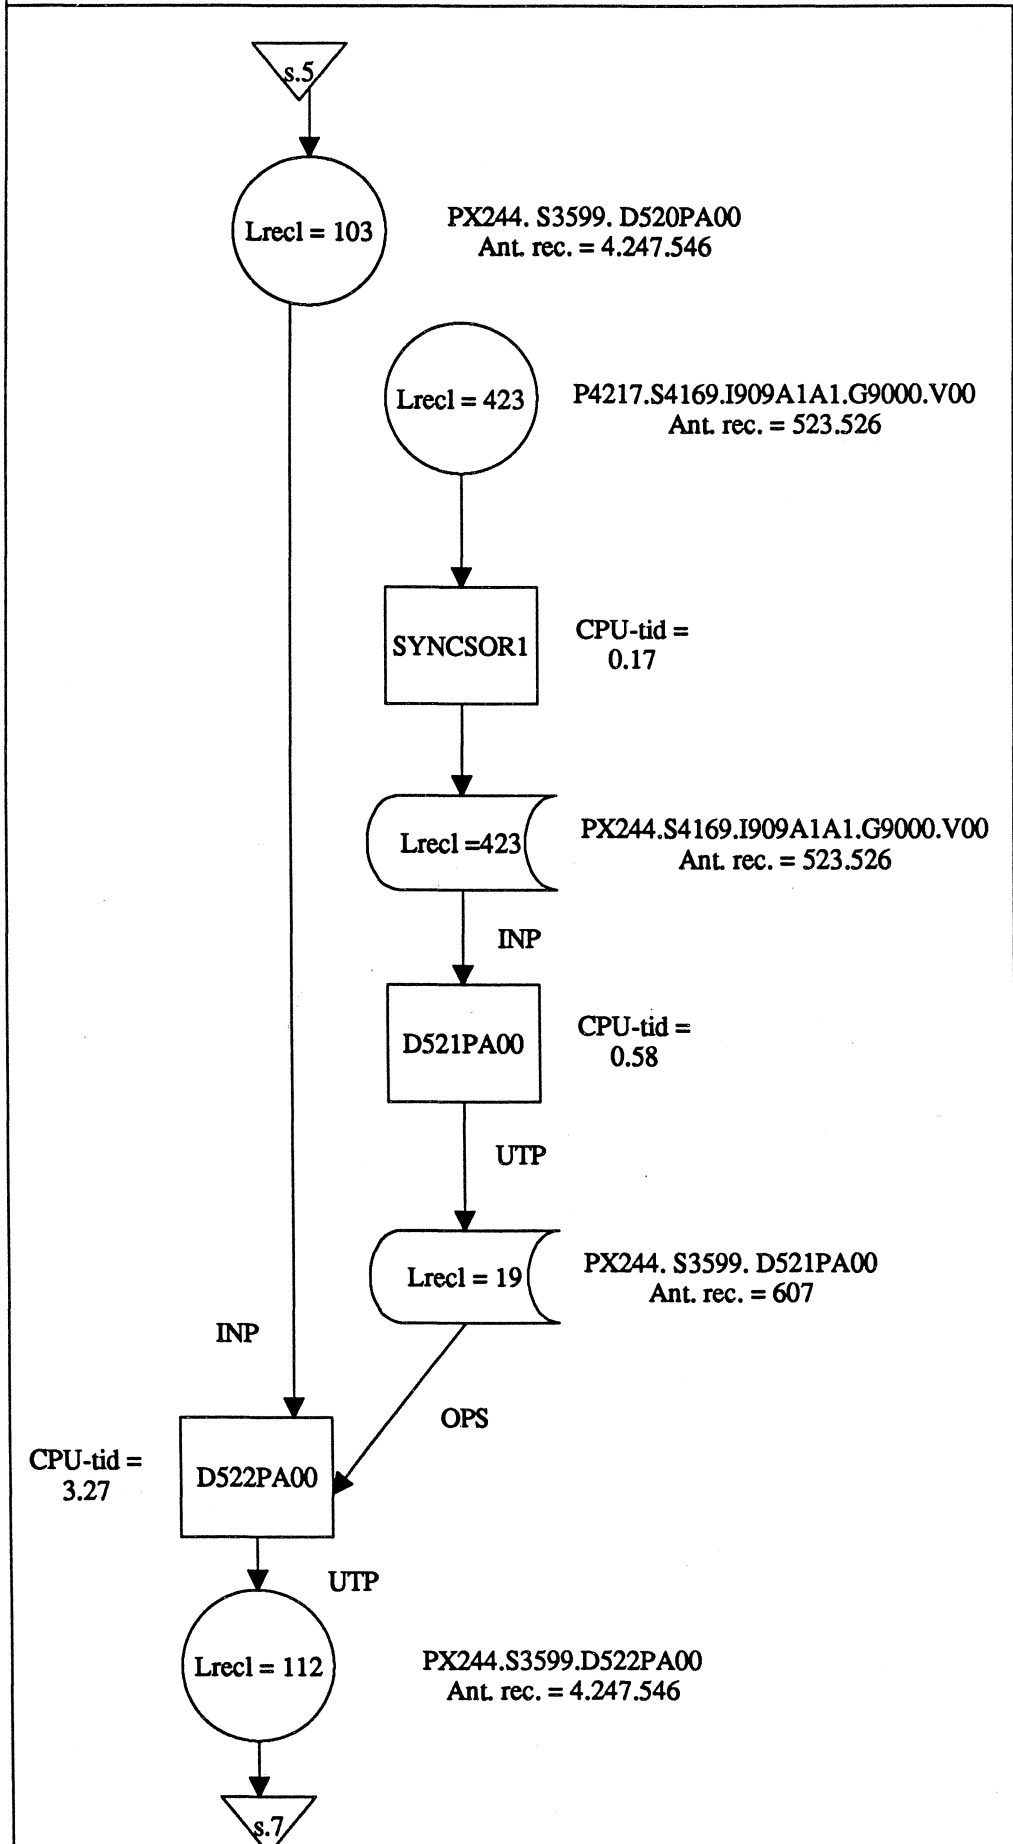 s.5
Lrecl = 103
PX244. S3599. D520PA00
Ant. rec. = 4.247.546
Lrecl = 423
P4217.S4169.I909A1A1.G9000.V00
Ant. rec. = 523.526
SYNCSOR1
CPU-tid =
0.17
Lrecl =423
PX244.S4169.I909A1A1.G9000.V00
Ant. rec. = 523.526
INP
D521PA00
CPU-tid =
0.58
UTP
Lrecl = 19
PX244. S3599. D521PA00
Ant. rec. = 607
INP
OPS
CPU-tid =
3.27
D522PA00
UTP
Lrecl = 112
PX244.S3599.D522PA00
Ant. rec. = 4.247.546
s.7